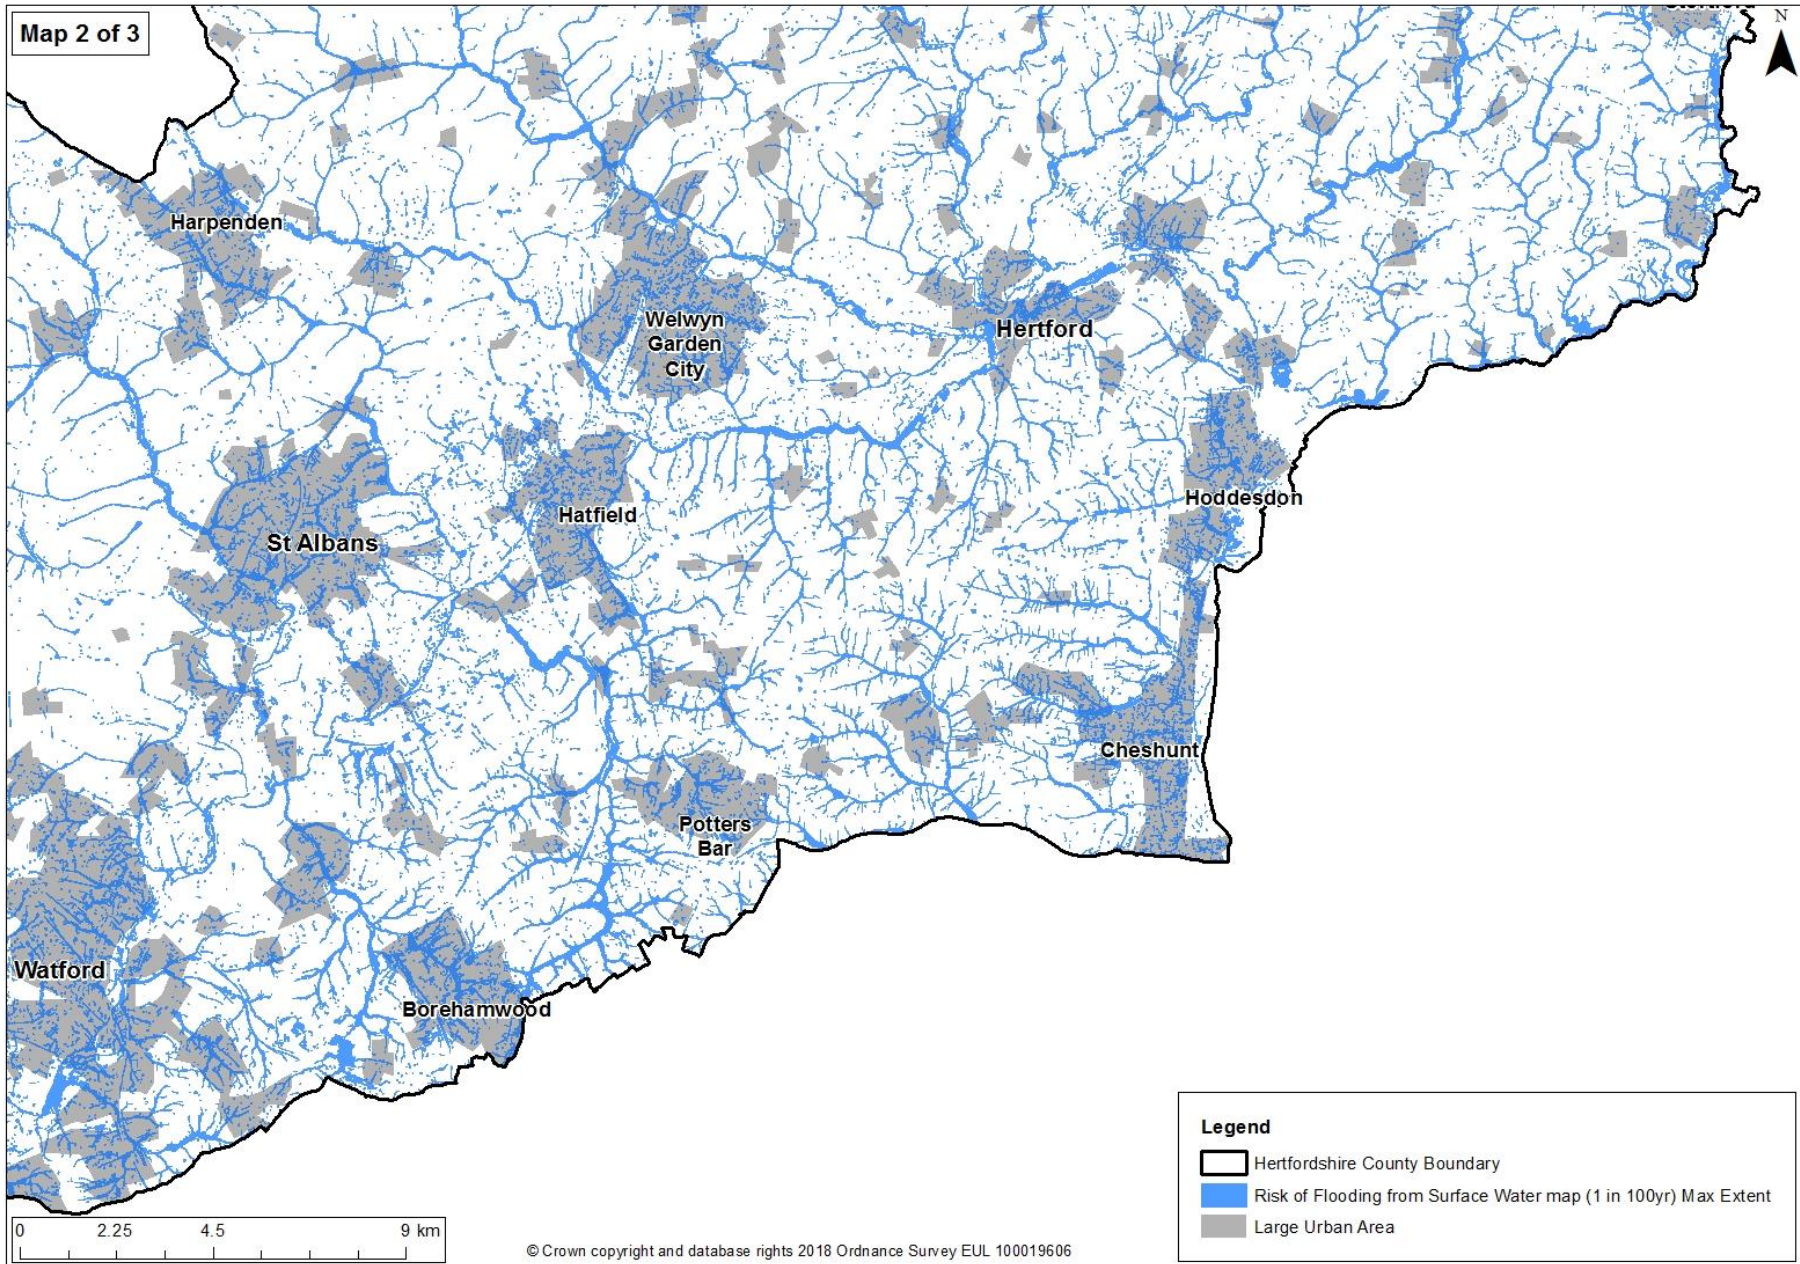 Map 2 of 3
N
Harpenden
Welwyn
Garden
City
Hertford
Hoddesdon
Hatfield
St Albans
Cheshunt
Potters
Bar
Watford
Borehamwood
Legend
Hertfordshire County Boundary
Risk of Flooding from Surface Water map (1 in 100yr) Max Extent
Large Urban Area
0 2.25 4.5 9 km
© Crown copyright and database rights 2018 Ordnance Survey EUL 100019606